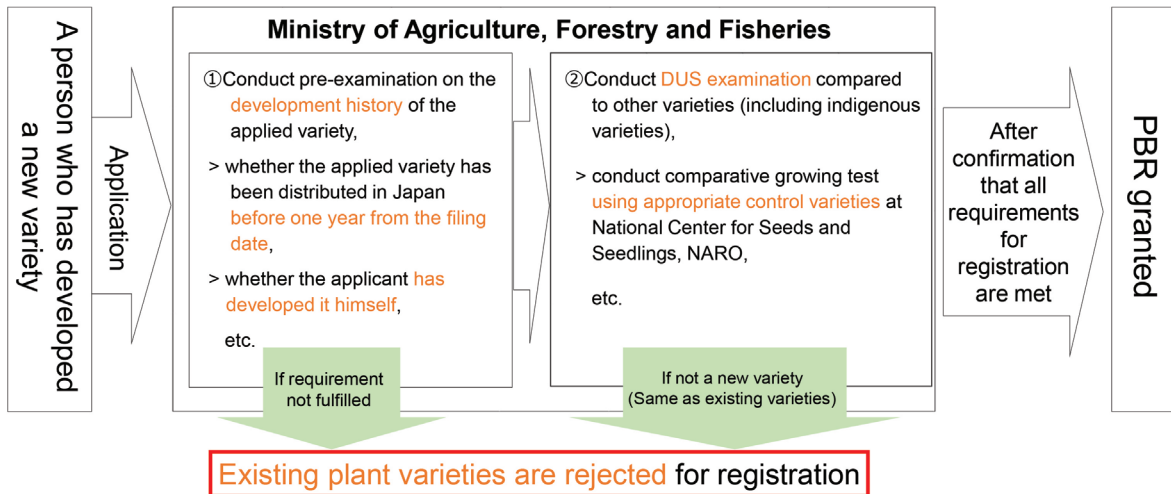 A person who has developed
a new variety
Application
Ministry of Agriculture, Forestry and Fisheries
①Conduct pre-examination on the
development history of the
applied variety,
> whether the applied variety has
been distributed in Japan
before one year from the filing
date,
> whether the applicant has
developed it himself,
etc.
If requirement
not fulfilled
②Conduct DUS examination compared
to other varieties (including indigenous
varieties),
> conduct comparative growing test
using appropriate control varieties at
National Center for Seeds and
Seedlings, NARO,
etc.
If not a new variety
(Same as existing varieties)
After
confirmation
that all
requirements
for
registration
are met
PBR granted
Existing plant varieties are rejected for registration